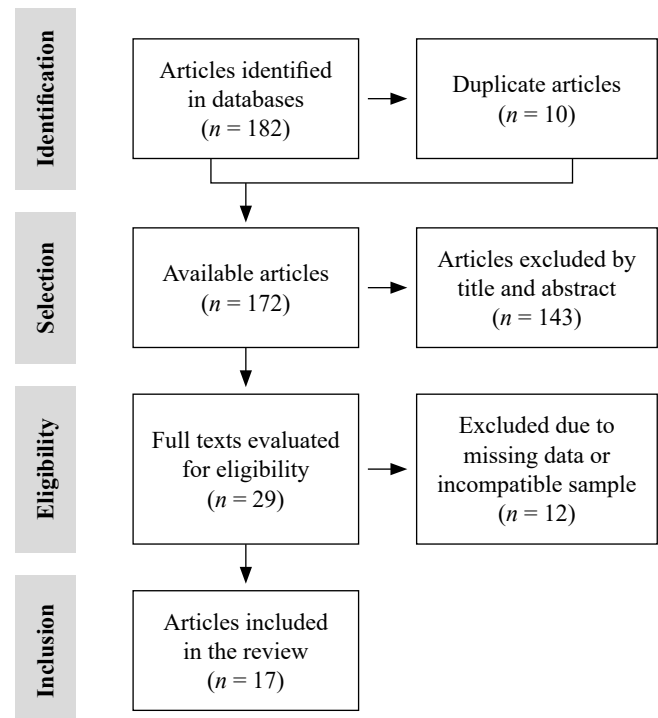 Identification
Articles identified
in databases
(n = 182)
Duplicate articles
(n = 10)
Selection
Available articles
(n = 172)
Articles excluded by
title and abstract
(n = 143)
Eligibility
Full texts evaluated
for eligibility
(n = 29)
Excluded due to
missing data or
incompatible sample
(n = 12)
Inclusion
Articles included
in the review
(n = 17)